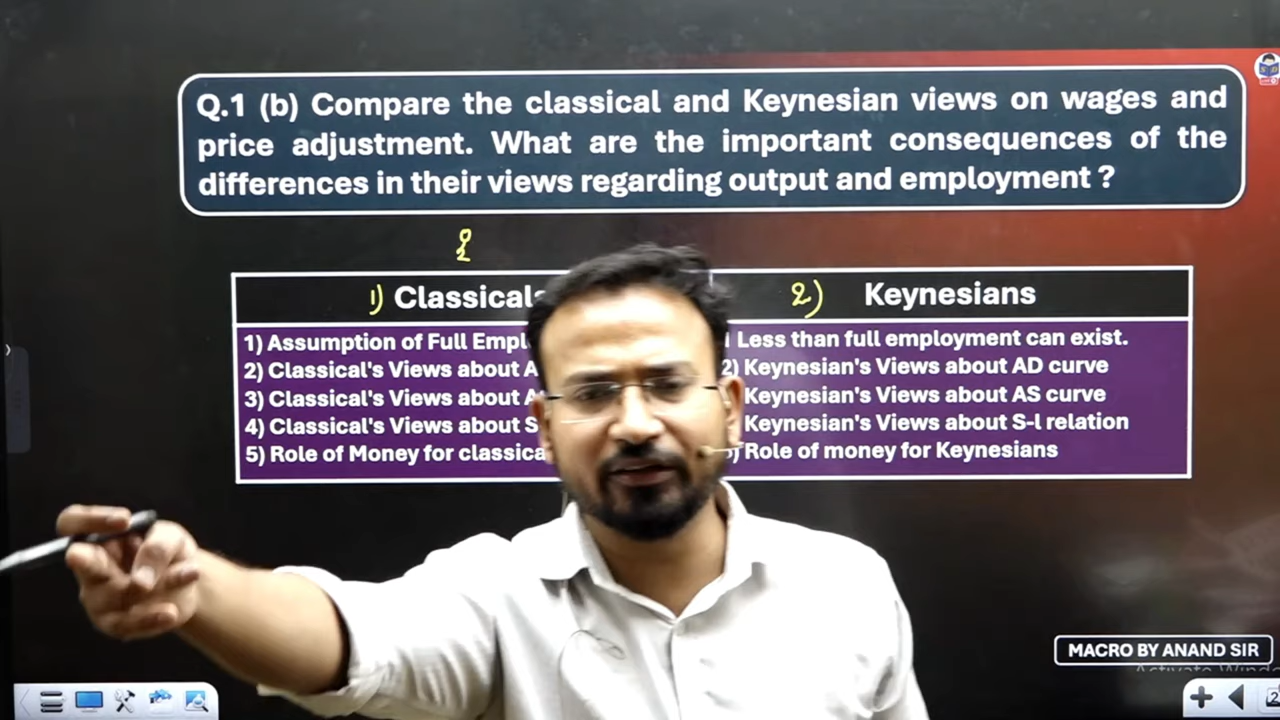 Q.1 (b) Compare the classical and Keynesian views on wages and
price adjustment. What are the important consequences of the
differences in their views regarding output and employment ?
1) Classicals
2) Keynesians
1) Assumption of Full Empl
2) Classical's Views about A
3) Classical's Views about A
4) Classical's Views about S
5) Role of Money for classica
Less than full employment can exist.
2) Keynesian's Views about AD curve
Keynesian's Views about AS curve
Keynesian's Views about S-I relation
Role of money for Keynesians
MACRO BY ANAND SIR